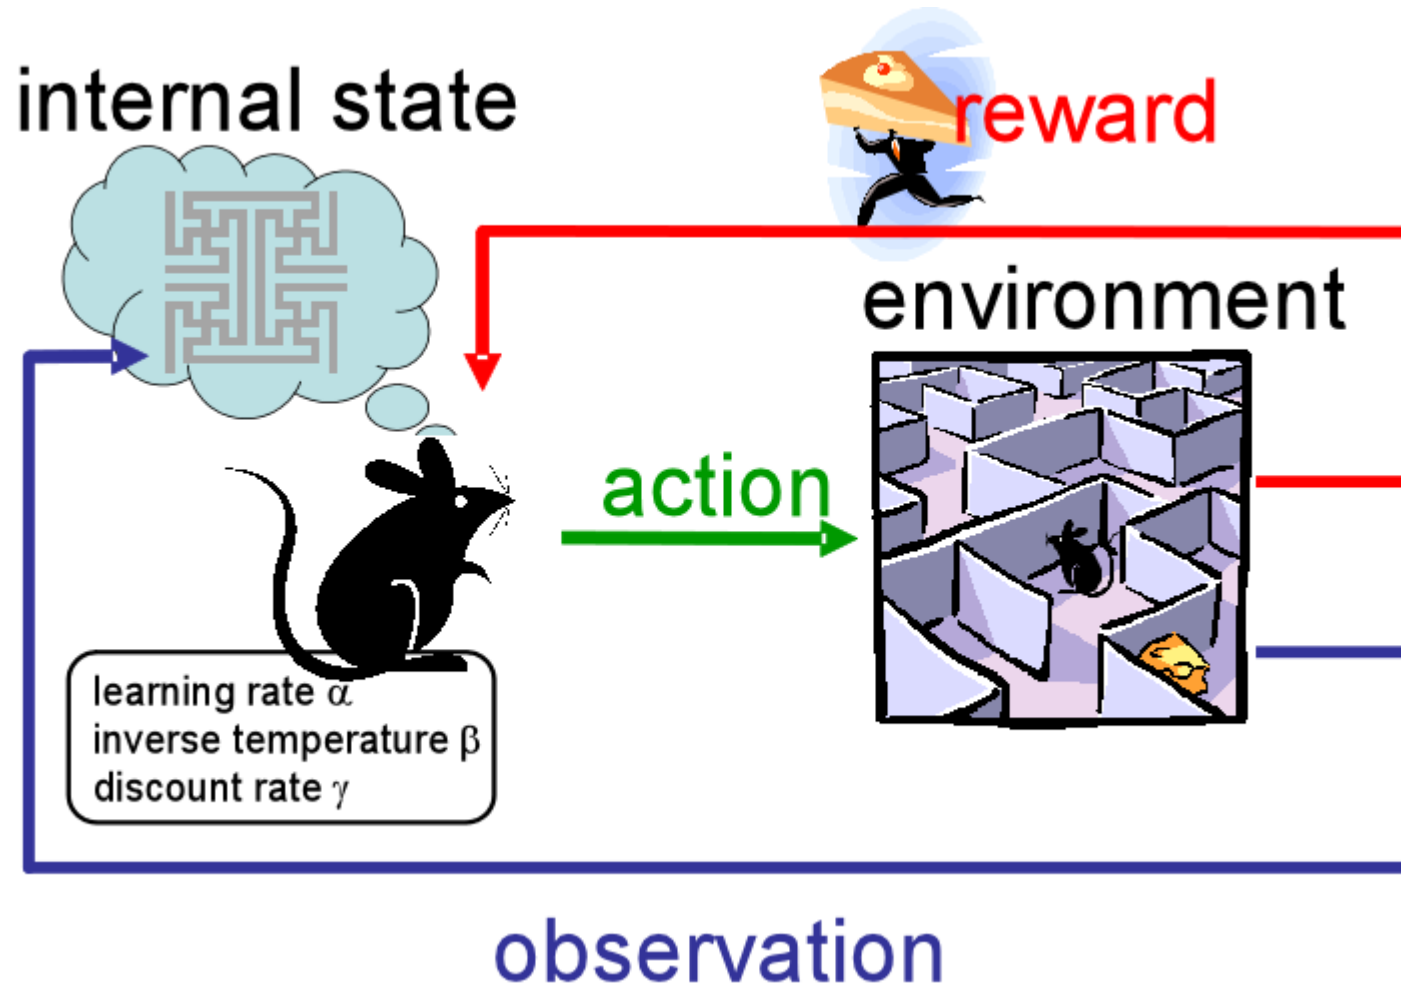 internal state
reward
environment
action
learning rate α
inverse temperature β
discount rate γ
observation